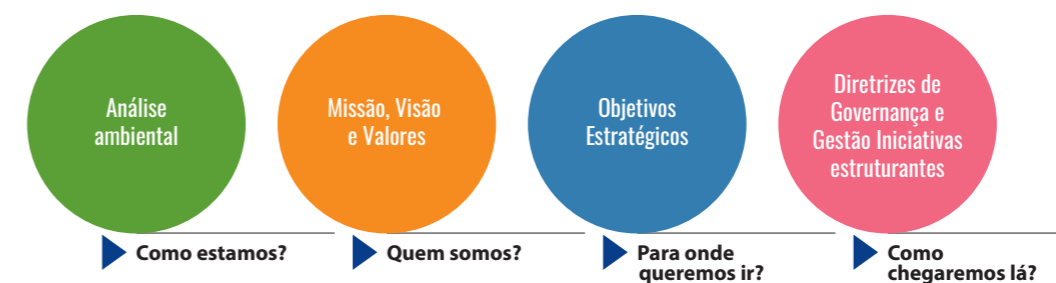 Análise
ambiental
Missão, Visão
e Valores
Objetivos
Estratégicos
Diretrizes de
Governança e
Gestão Iniciativas
estruturantes
Como estamos?
Quem somos?
Para onde
queremos ir?
Como
chegaremos lá?